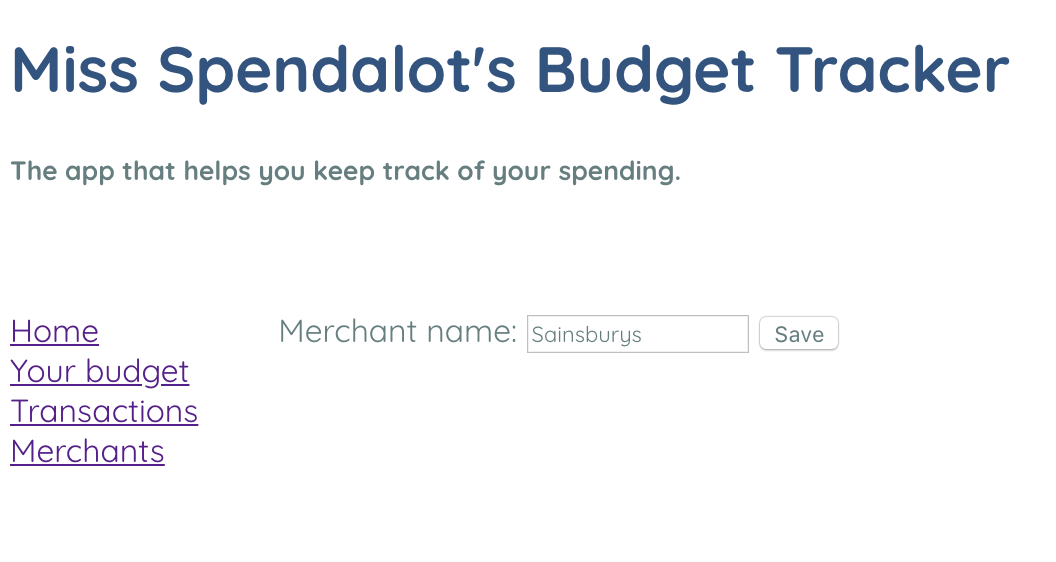 Miss Spendalot's Budget Tracker
The app that helps you keep track of your spending.
Home
Merchant name: Sainsburys Save
Your budget
Transactions
Merchants